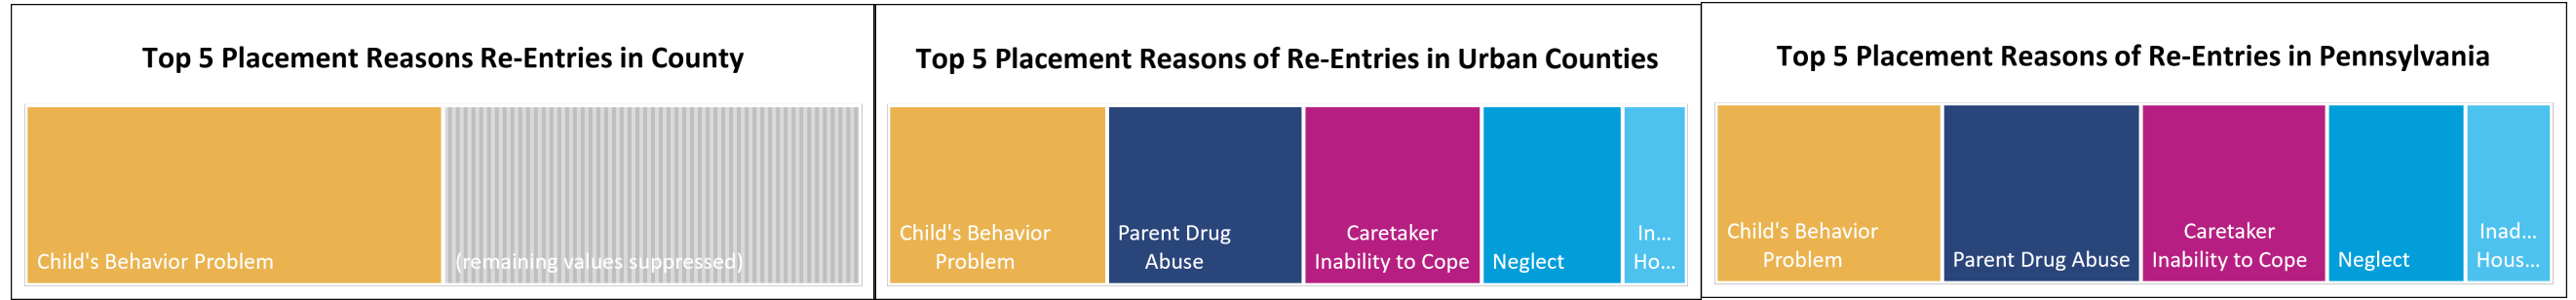 Top 5 Placement Reasons Re-Entries in County
Child's Behavior Problem
(remaining values suppressed)
Top 5 Placement Reasons of Re-Entries in Urban Counties
Child's Behavior
Problem
Parent Drug
Abuse
Caretaker
Inability to Cope
Neglect
In...
Ho...
Top 5 Placement Reasons of Re-Entries in Pennsylvania
Child's Behavior
Problem
Parent Drug Abuse
Caretaker
Inability to Cope
Neglect
Inad...
Hous...